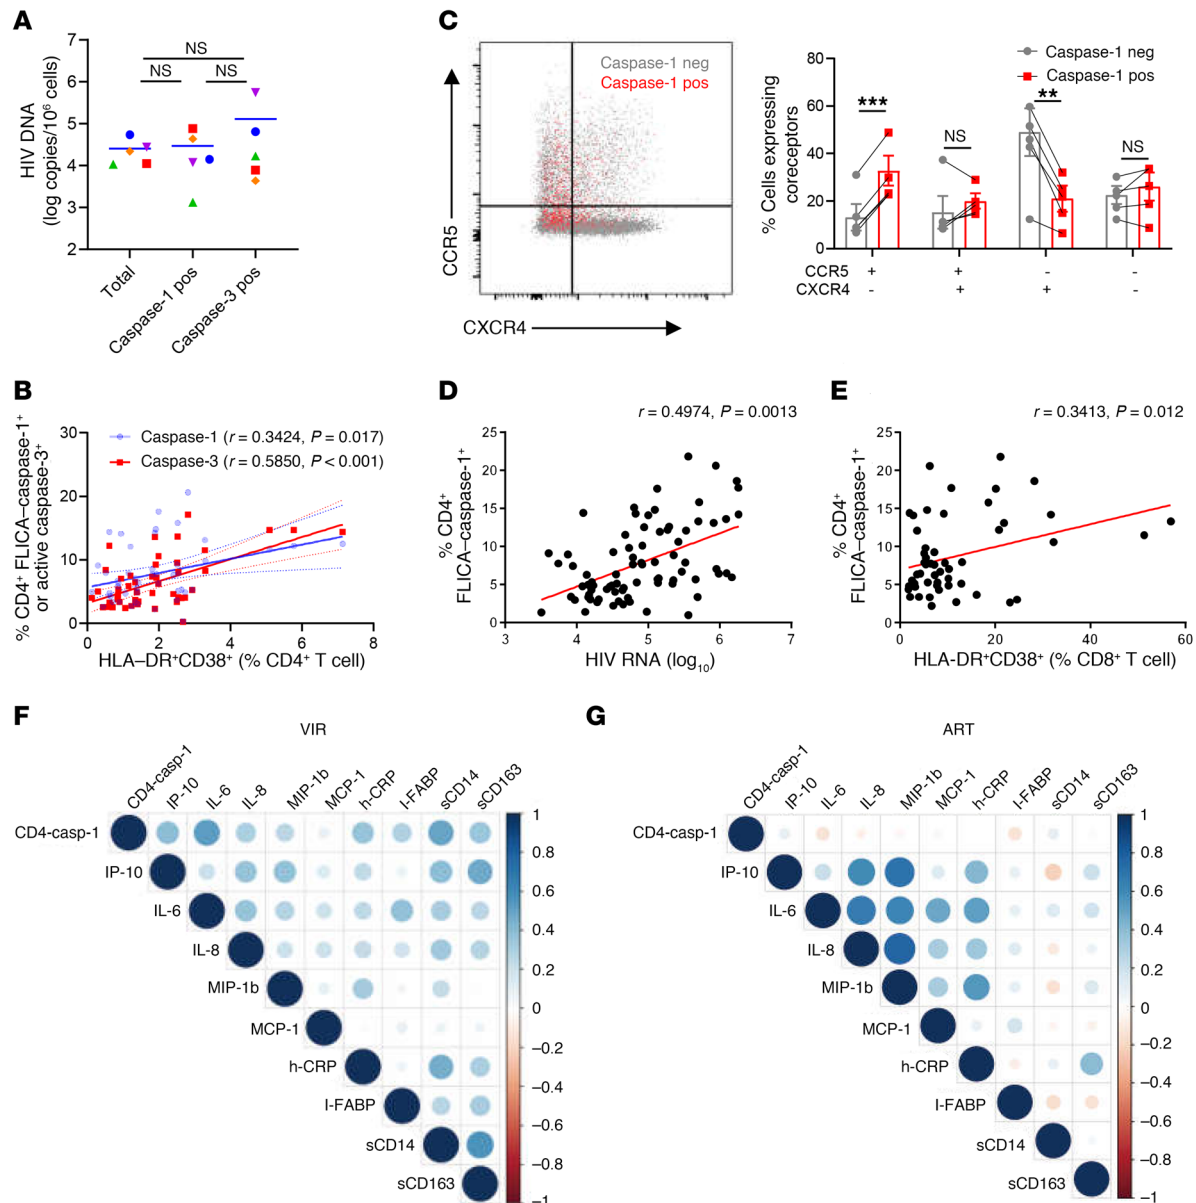 A
7
6
5
4
3
2
HIV DNA
(log copies/10⁶ cells)
NS
NS
NS
Total
Caspase-1 pos
Caspase-3 pos
C
Caspase-1 neg
Caspase-1 pos
CCR5
CXCR4
Caspase-1 neg
Caspase-1 pos
80
60
40
20
0
% Cells expressing
coreceptors
***
NS
**
NS
CCR5 + + - -
CXCR4 - + + -
B
30
20
10
0
% CD4⁺ FLICA–caspase-1⁺
or active caspase-3⁺
Caspase-1 (r = 0.3424, P = 0.017)
Caspase-3 (r = 0.5850, P < 0.001)
0 2 4 6 8
HLA–DR⁺CD38⁺ (% CD4⁺ T cell)
D
r = 0.4974, P = 0.0013
25
20
15
10
5
0
% CD4⁺
FLICA–caspase-1⁺
3 4 5 6 7
HIV RNA (log₁₀)
E
r = 0.3413, P = 0.012
25
20
15
10
5
0
% CD4⁺
FLICA–caspase-1⁺
0 20 40 60
HLA-DR⁺CD38⁺ (% CD8⁺ T cell)
F
VIR
CD4-casp-1 IP-10 IL-6 IL-8 MIP-1b MCP-1 h-CRP I-FABP sCD14 sCD163
CD4-casp-1
IP-10
IL-6
IL-8
MIP-1b
MCP-1
h-CRP
I-FABP
sCD14
sCD163
1
0.8
0.6
0.4
0.2
0
–0.2
–0.4
–0.6
–0.8
–1
G
ART
CD4-casp-1 IP-10 IL-6 IL-8 MIP-1b MCP-1 h-CRP I-FABP sCD14 sCD163
CD4-casp-1
IP-10
IL-6
IL-8
MIP-1b
MCP-1
h-CRP
I-FABP
sCD14
sCD163
1
0.8
0.6
0.4
0.2
0
–0.2
–0.4
–0.6
–0.8
–1